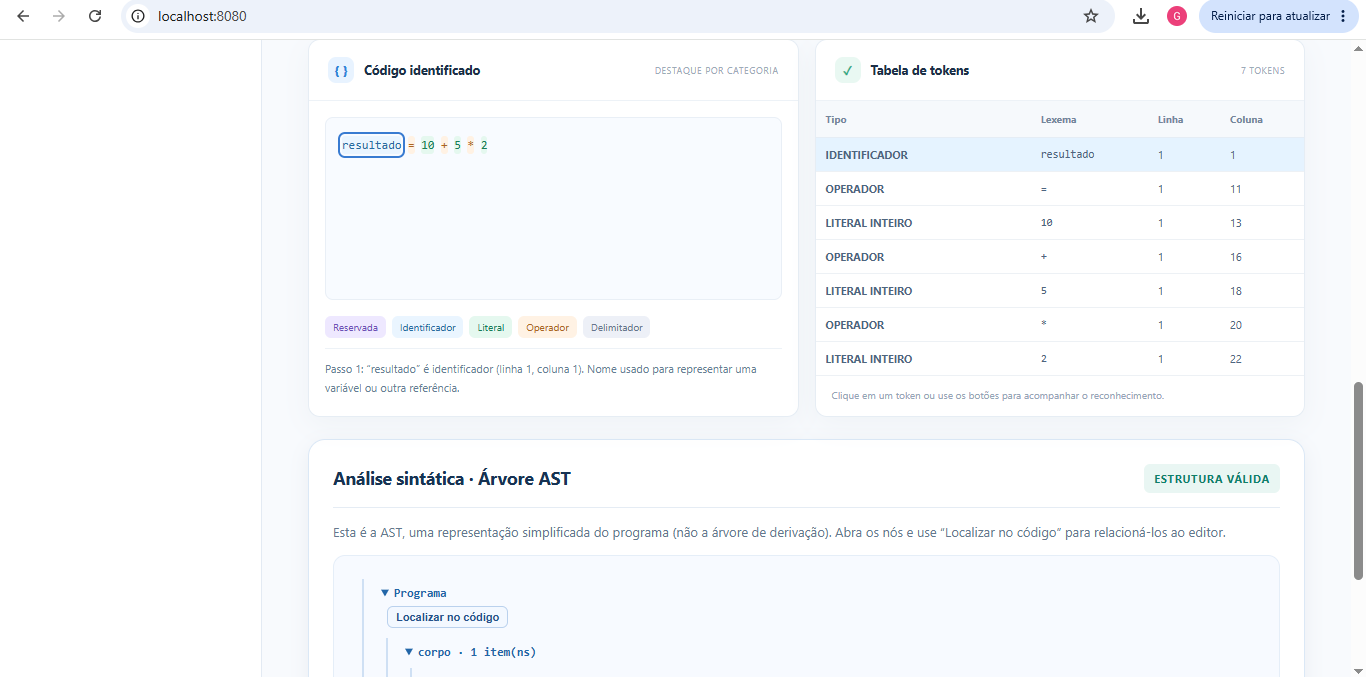 localhost:8080
G
Reiniciar para atualizar
{ } Código identificado
DESTAQUE POR CATEGORIA
resultado = 10 + 5 * 2
Reservada Identificador Literal Operador Delimitador
Passo 1: "resultado" é identificador (linha 1, coluna 1). Nome usado para representar uma
variável ou outra referência.
✓ Tabela de tokens
7 TOKENS
Tipo Lexema Linha Coluna
IDENTIFICADOR resultado 1 1
OPERADOR = 1 11
LITERAL INTEIRO 10 1 13
OPERADOR + 1 16
LITERAL INTEIRO 5 1 18
OPERADOR * 1 20
LITERAL INTEIRO 2 1 22
Clique em um token ou use os botões para acompanhar o reconhecimento.
Análise sintática · Árvore AST
ESTRUTURA VÁLIDA
Esta é a AST, uma representação simplificada do programa (não a árvore de derivação). Abra os nós e use "Localizar no código" para relacioná-los ao editor.
▼ Programa
Localizar no código
▼ corpo · 1 item(ns)